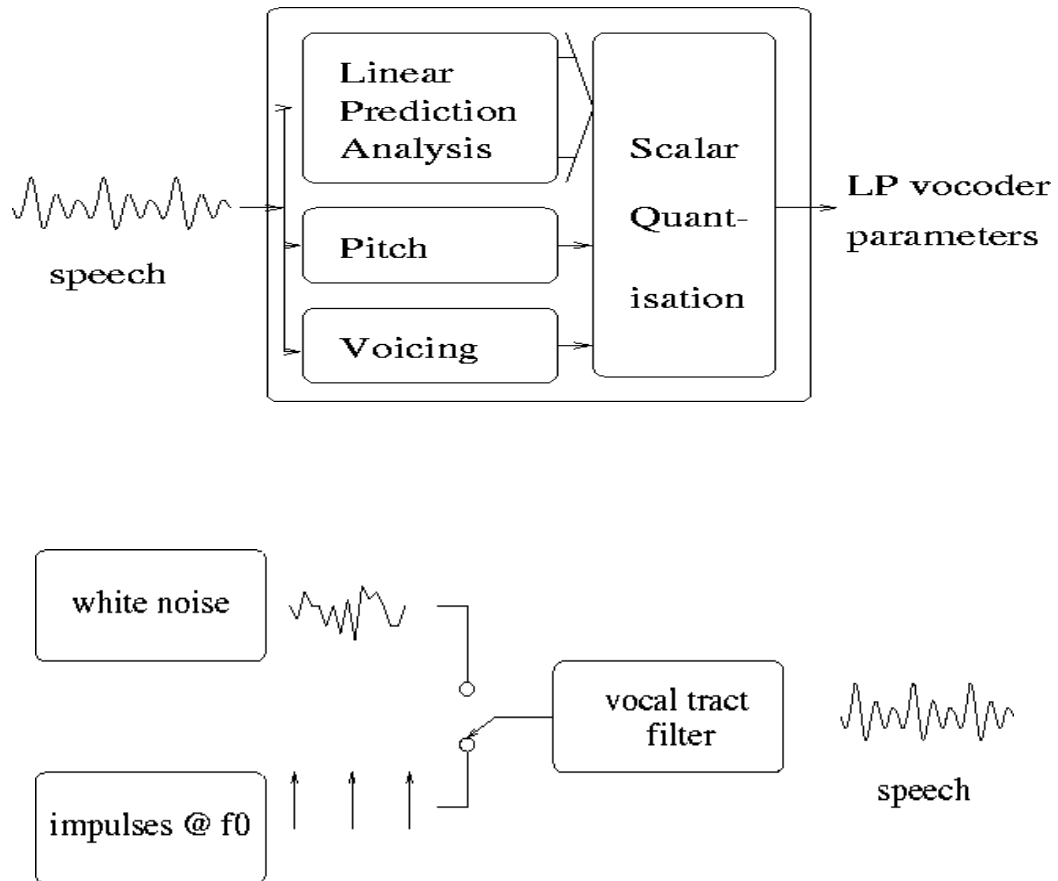 Linear
Prediction
Analysis
Scalar
Quant-
isation
LP vocoder
parameters
speech
Pitch
Voicing
white noise
vocal tract
filter
speech
impulses @ f0